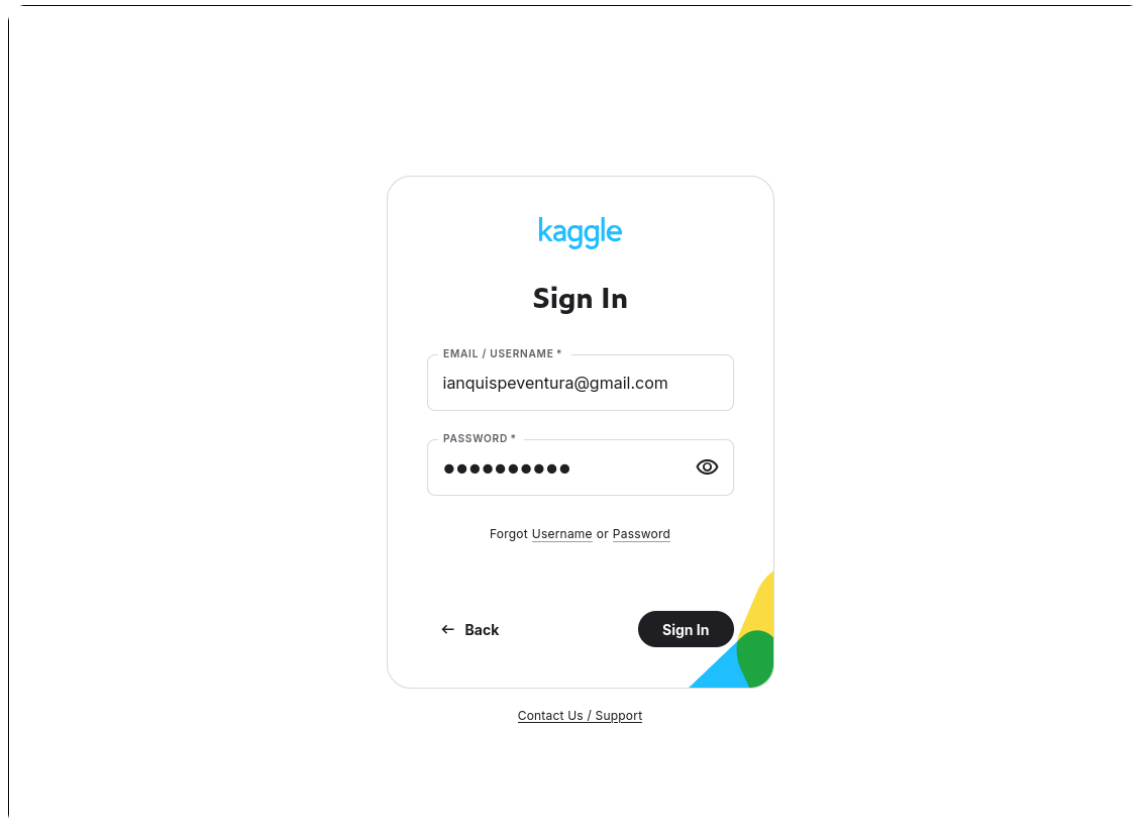 kaggle
Sign In
EMAIL / USERNAME *
ianquispeventura@gmail.com
PASSWORD *
●●●●●●●●●●
Forgot Username or Password
← Back
Sign In
Contact Us / Support